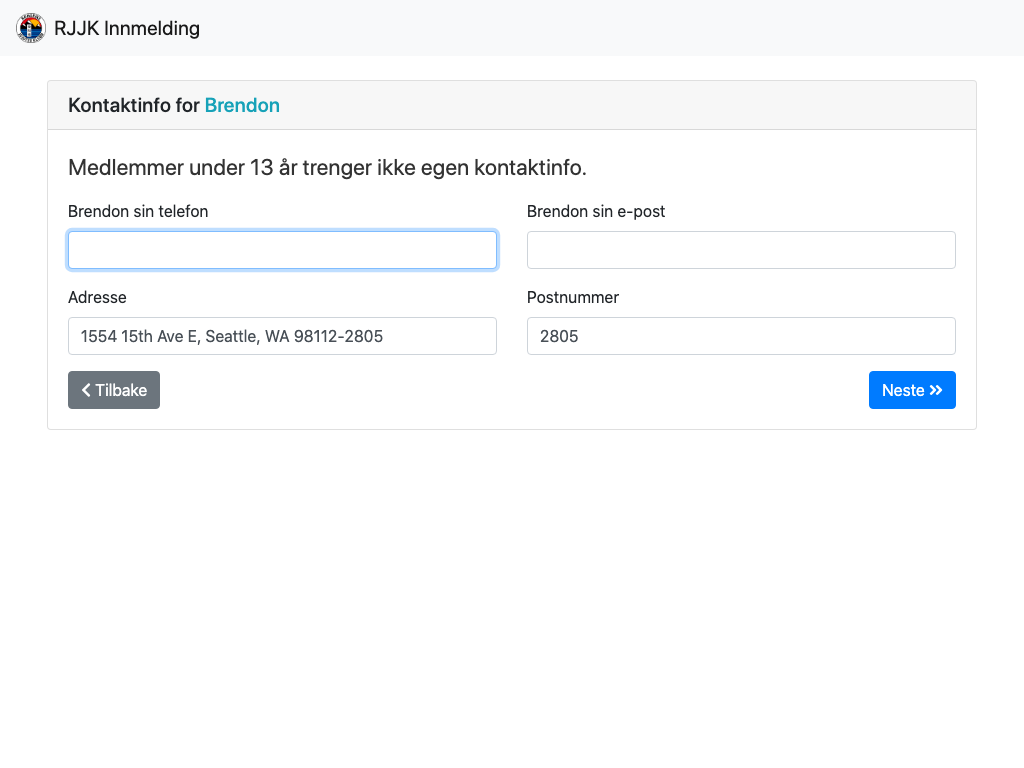 RJJK Innmelding
Kontaktinfo for Brendon
Medlemmer under 13 år trenger ikke egen kontaktinfo.
Brendon sin telefon
Brendon sin e-post
Adresse
Postnummer
1554 15th Ave E, Seattle, WA 98112-2805
2805
Tilbake
Neste